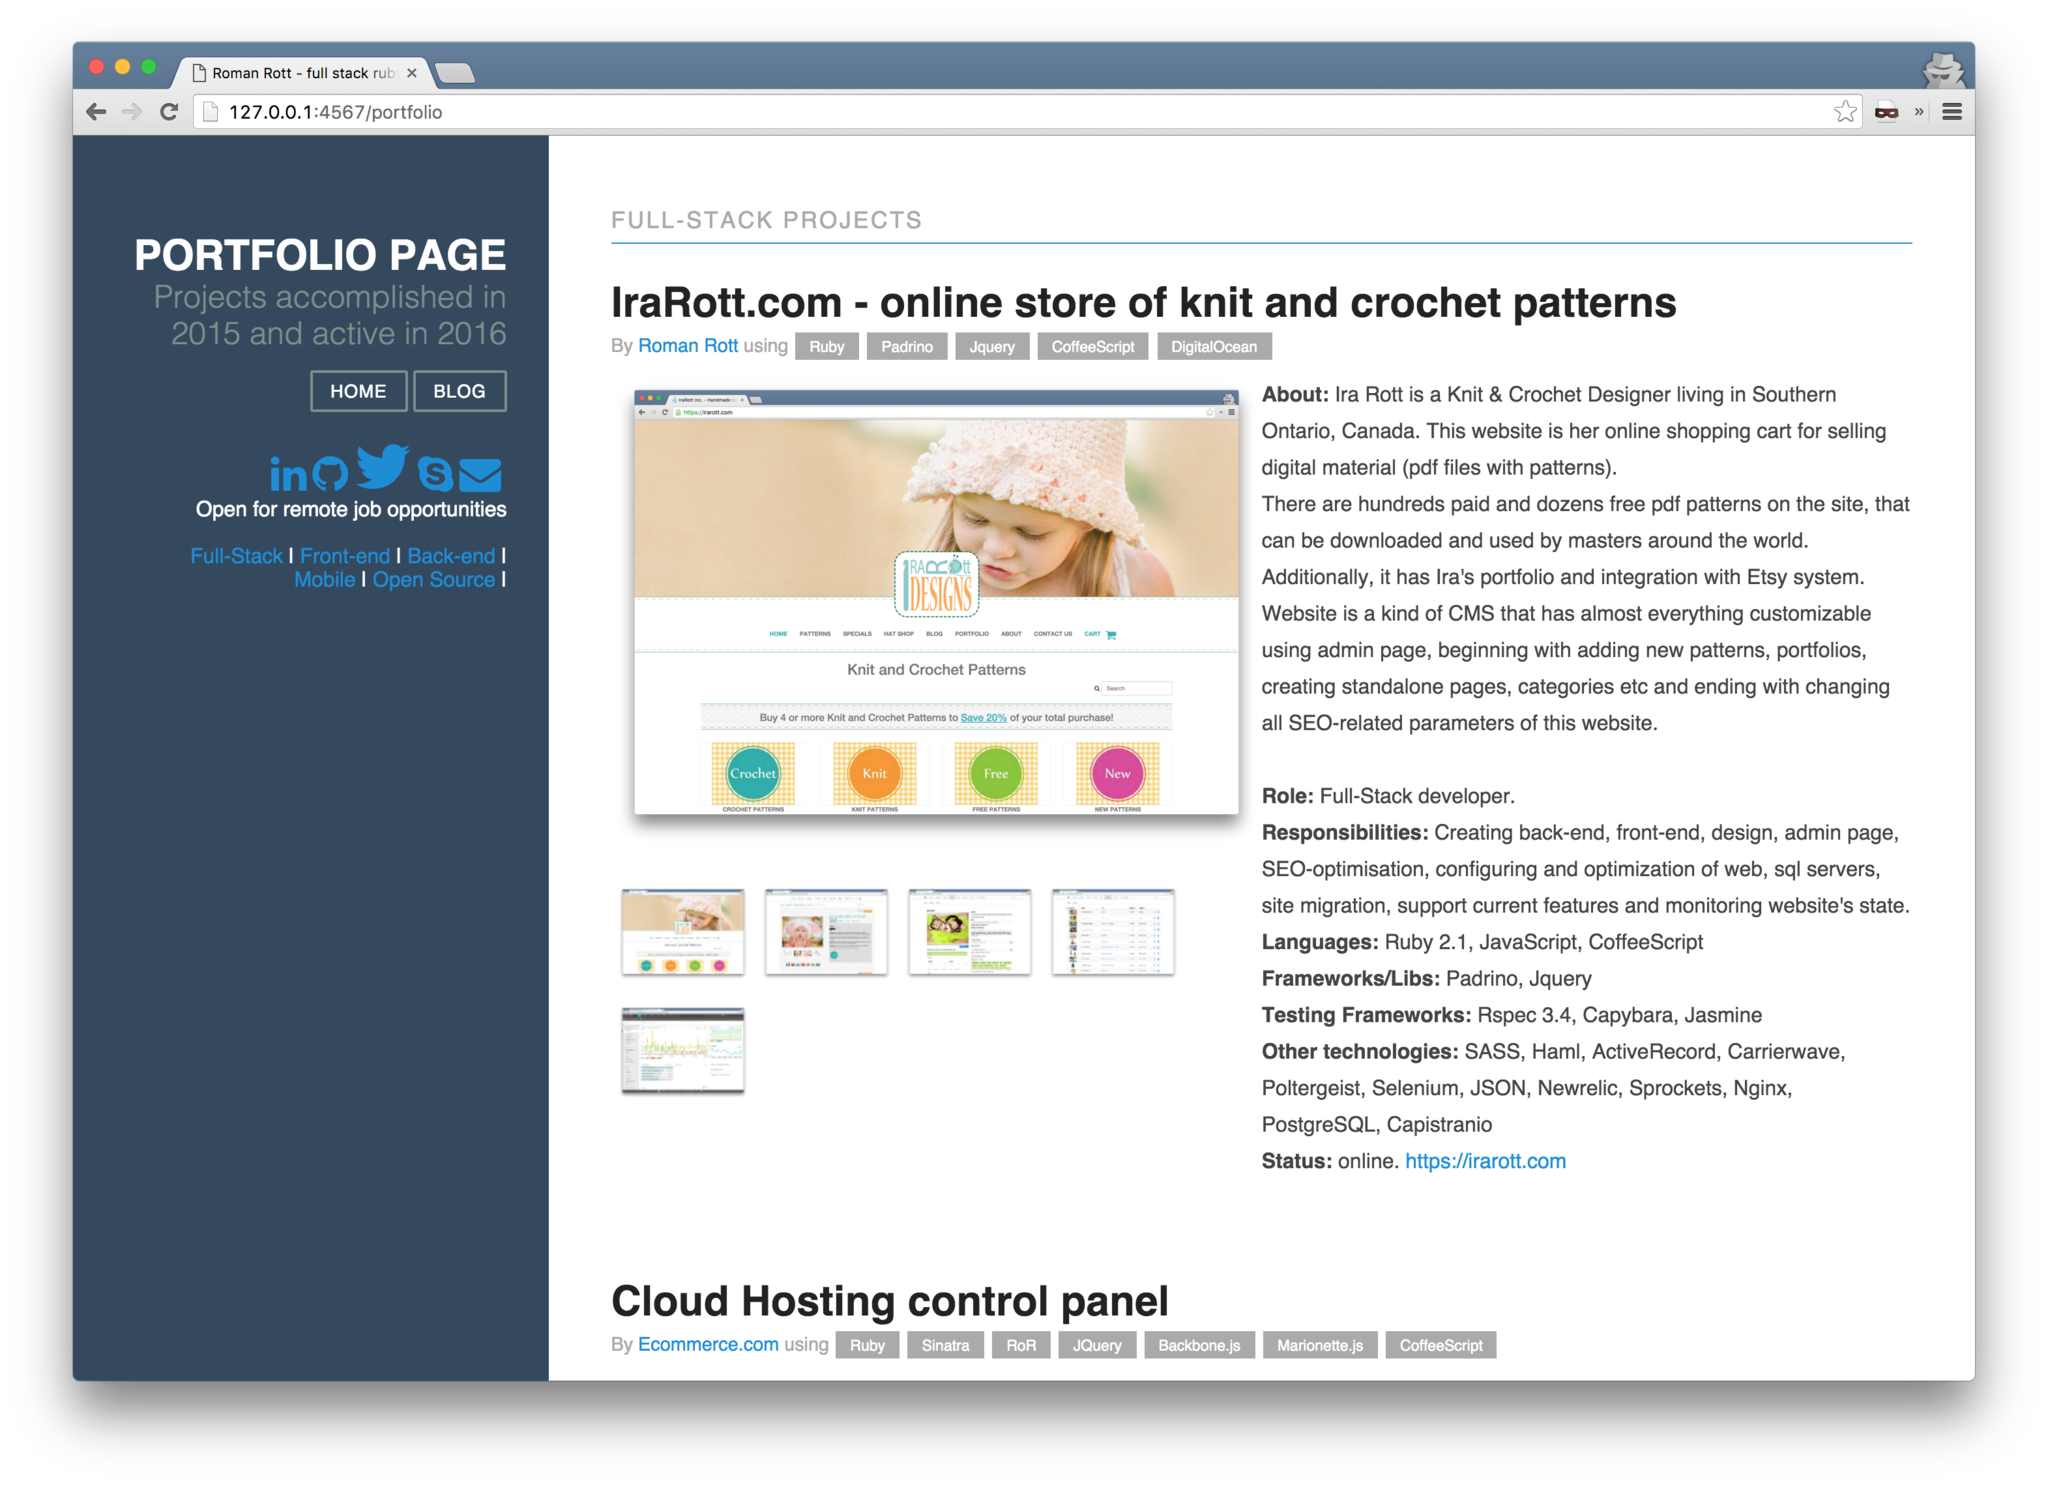 Roman Rott - full stack rub
127.0.0.1:4567/portfolio
PORTFOLIO PAGE
Projects accomplished in
2015 and active in 2016
HOME BLOG
Open for remote job opportunities
Full-Stack | Front-end | Back-end |
Mobile | Open Source |
FULL-STACK PROJECTS
IraRott.com - online store of knit and crochet patterns
By Roman Rott using Ruby Padrino Jquery CoffeeScript DigitalOcean
IraRott Inc. - Handmade
https://irarott.com
IRA ROtt
DESIGNS
HOME PATTERNS SPECIALS HAT SHOP BLOG PORTFOLIO ABOUT CONTACT US CART
Knit and Crochet Patterns
Search
Buy 4 or more Knit and Crochet Patterns to Save 20% of your total purchase!
Crochet Knit Free New
CROCHET PATTERNS KNIT PATTERNS FREE PATTERNS NEW PATTERNS
About: Ira Rott is a Knit & Crochet Designer living in Southern
Ontario, Canada. This website is her online shopping cart for selling
digital material (pdf files with patterns).
There are hundreds paid and dozens free pdf patterns on the site, that
can be downloaded and used by masters around the world.
Additionally, it has Ira's portfolio and integration with Etsy system.
Website is a kind of CMS that has almost everything customizable
using admin page, beginning with adding new patterns, portfolios,
creating standalone pages, categories etc and ending with changing
all SEO-related parameters of this website.
Role: Full-Stack developer.
Responsibilities: Creating back-end, front-end, design, admin page,
SEO-optimisation, configuring and optimization of web, sql servers,
site migration, support current features and monitoring website's state.
Languages: Ruby 2.1, JavaScript, CoffeeScript
Frameworks/Libs: Padrino, Jquery
Testing Frameworks: Rspec 3.4, Capybara, Jasmine
Other technologies: SASS, Haml, ActiveRecord, Carrierwave,
Poltergeist, Selenium, JSON, Newrelic, Sprockets, Nginx,
PostgreSQL, Capistranio
Status: online. https://irarott.com
Cloud Hosting control panel
By Ecommerce.com using Ruby Sinatra RoR JQuery Backbone.js Marionette.js CoffeeScript